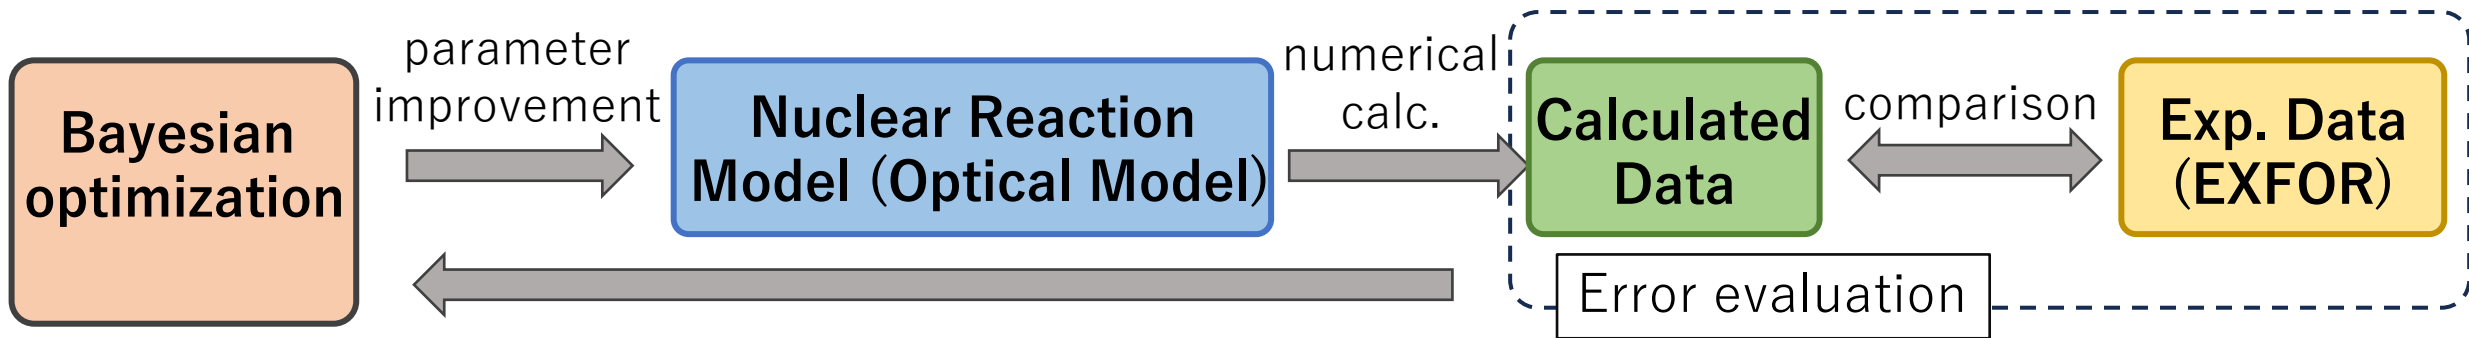 Bayesian
optimization
parameter
improvement
Nuclear Reaction
Model (Optical Model)
numerical
calc.
Calculated
Data
comparison
Exp. Data
(EXFOR)
Error evaluation